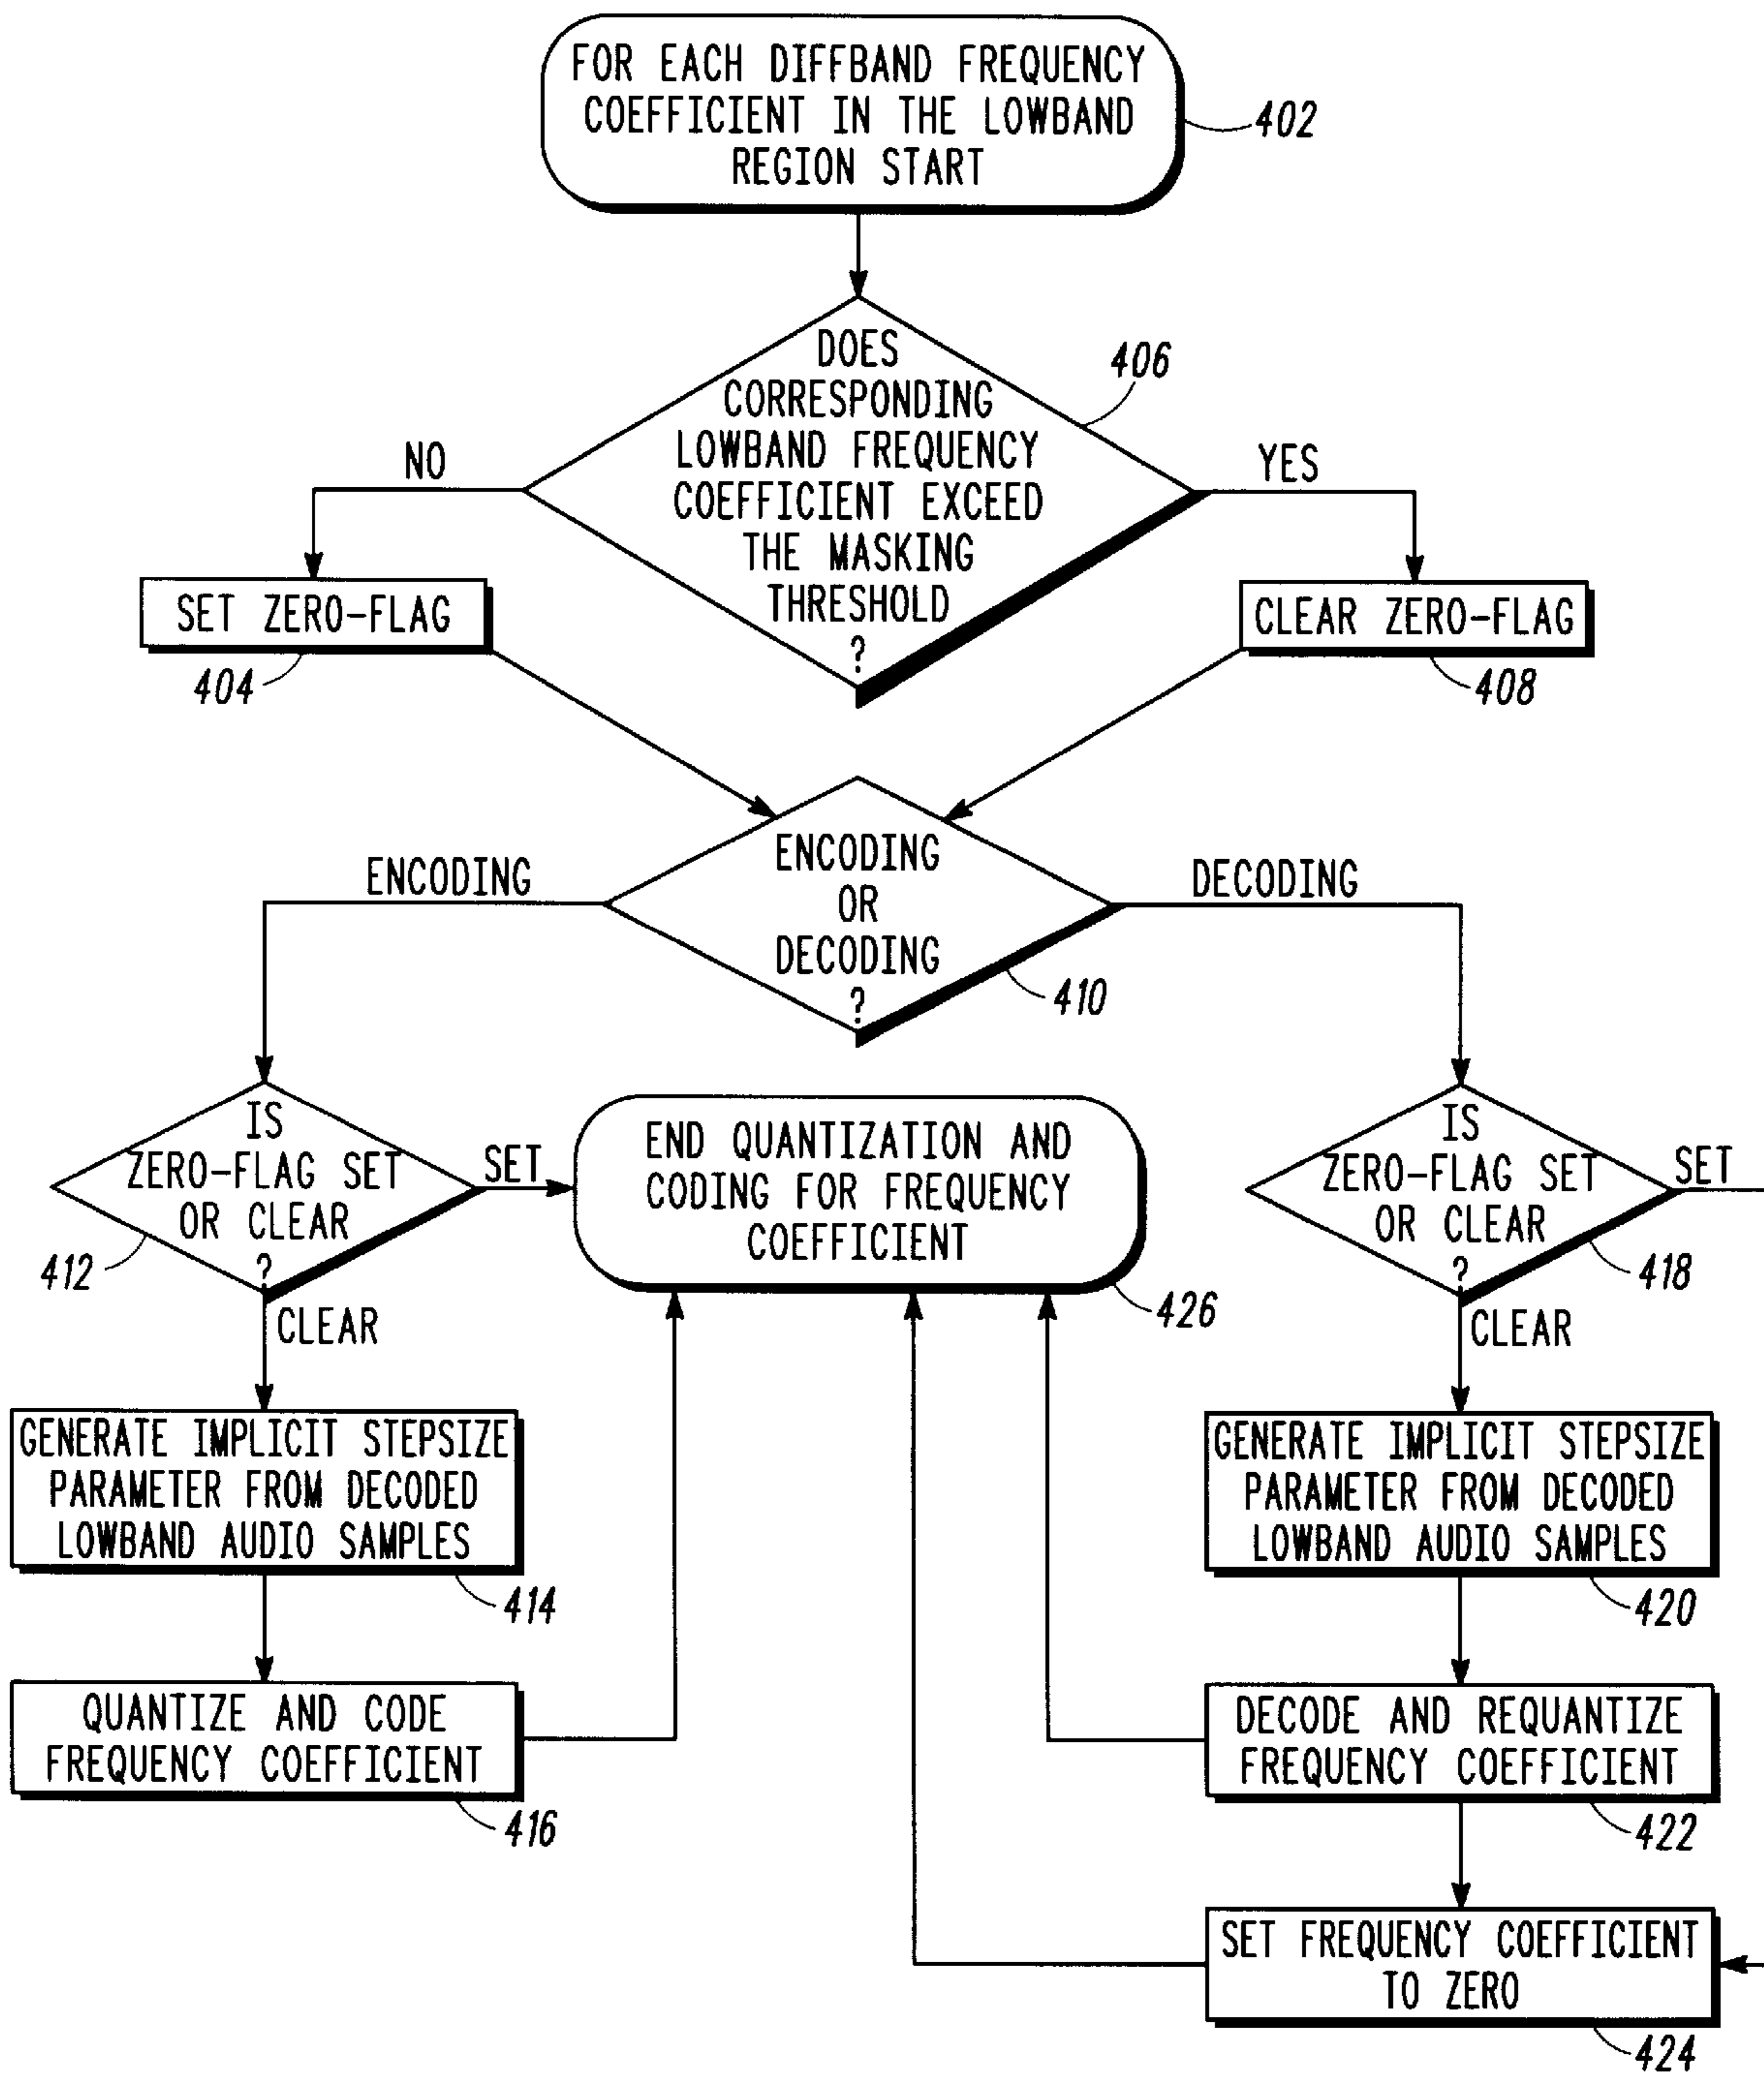 FOR EACH DIFFBAND FREQUENCY
COEFFICIENT IN THE LOWBAND
REGION START
402
DOES
CORRESPONDING
LOWBAND FREQUENCY
COEFFICIENT EXCEED
THE MASKING
THRESHOLD
?
406
NO
YES
SET ZERO-FLAG
404
CLEAR ZERO-FLAG
408
ENCODING
OR
DECODING
?
410
ENCODING
DECODING
IS
ZERO-FLAG SET
OR CLEAR
?
412
SET
CLEAR
END QUANTIZATION AND
CODING FOR FREQUENCY
COEFFICIENT
426
IS
ZERO-FLAG SET
OR CLEAR
?
418
SET
CLEAR
GENERATE IMPLICIT STEPSIZE
PARAMETER FROM DECODED
LOWBAND AUDIO SAMPLES
414
GENERATE IMPLICIT STEPSIZE
PARAMETER FROM DECODED
LOWBAND AUDIO SAMPLES
420
QUANTIZE AND CODE
FREQUENCY COEFFICIENT
416
DECODE AND REQUANTIZE
FREQUENCY COEFFICIENT
422
SET FREQUENCY COEFFICIENT
TO ZERO
424